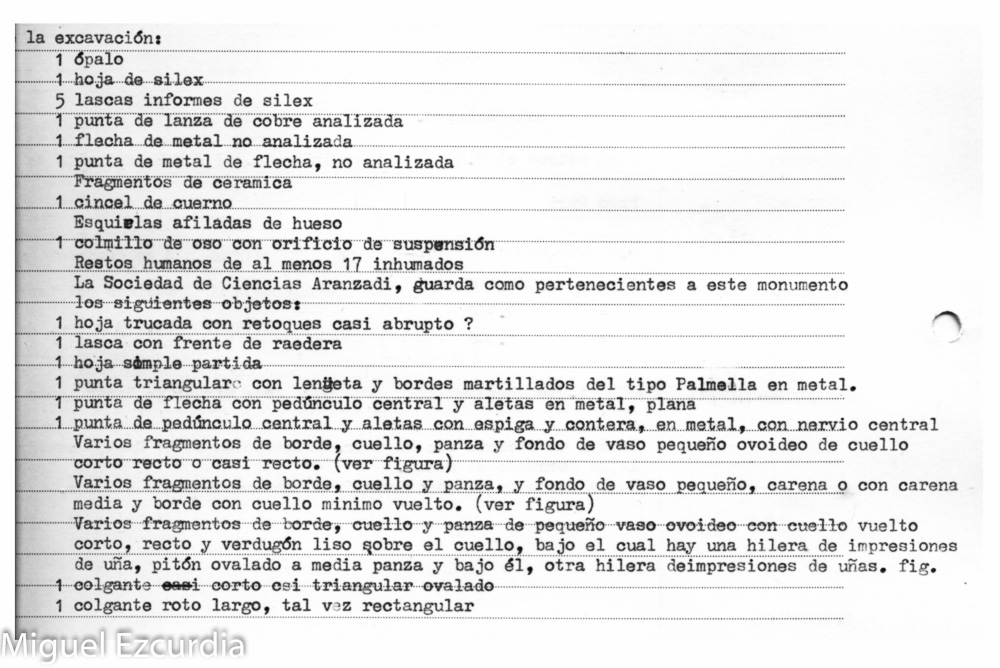 la excavación:
1 ópalo
1 hoja de silex
5 lascas informes de silex
1 punta de lanza de cobre analizada
1 flecha de metal no analizada
1 punta de metal de flecha, no analizada
Fragmentos de ceramica
1 cincel de cuerno
Esquirlas afiladas de hueso
1 colmillo de oso con orificio de suspensión
Restos humanos de al menos 17 inhumados
La Sociedad de Ciencias Aranzadi, guarda como pertenecientes a este monumento
los siguientes objetos:
1 hoja trucada con retoques casi abrupto ?
1 lasca con frente de raedera
1 hoja simple partida
1 punta triangular con lengüeta y bordes martillados del tipo Palmella en metal.
1 punta de flecha con pedúnculo central y aletas en metal, plana
1 punta de pedúnculo central y aletas con espiga y contera, en metal, con nervio central
Varios fragmentos de borde, cuello, panza y fondo de vaso pequeño ovoideo de cuello
corto recto o casi recto. (ver figura)
Varios fragmentos de borde, cuello y panza, y fondo de vaso pequeño, carena o con carena
media y borde con cuello minimo vuelto. (ver figura)
Varios fragmentos de borde, cuello y panza de pequeño vaso ovoideo con cuello vuelto
corto, recto y verdugón liso sobre el cuello, bajo el cual hay una hilera de impresiones
de uña, pitón ovalado a media panza y bajo él, otra hilera deimpresiones de uñas. fig.
1 colgante casi corto csi triangular ovalado
1 colgante roto largo, tal vez rectangular
Miguel Ezcurdia